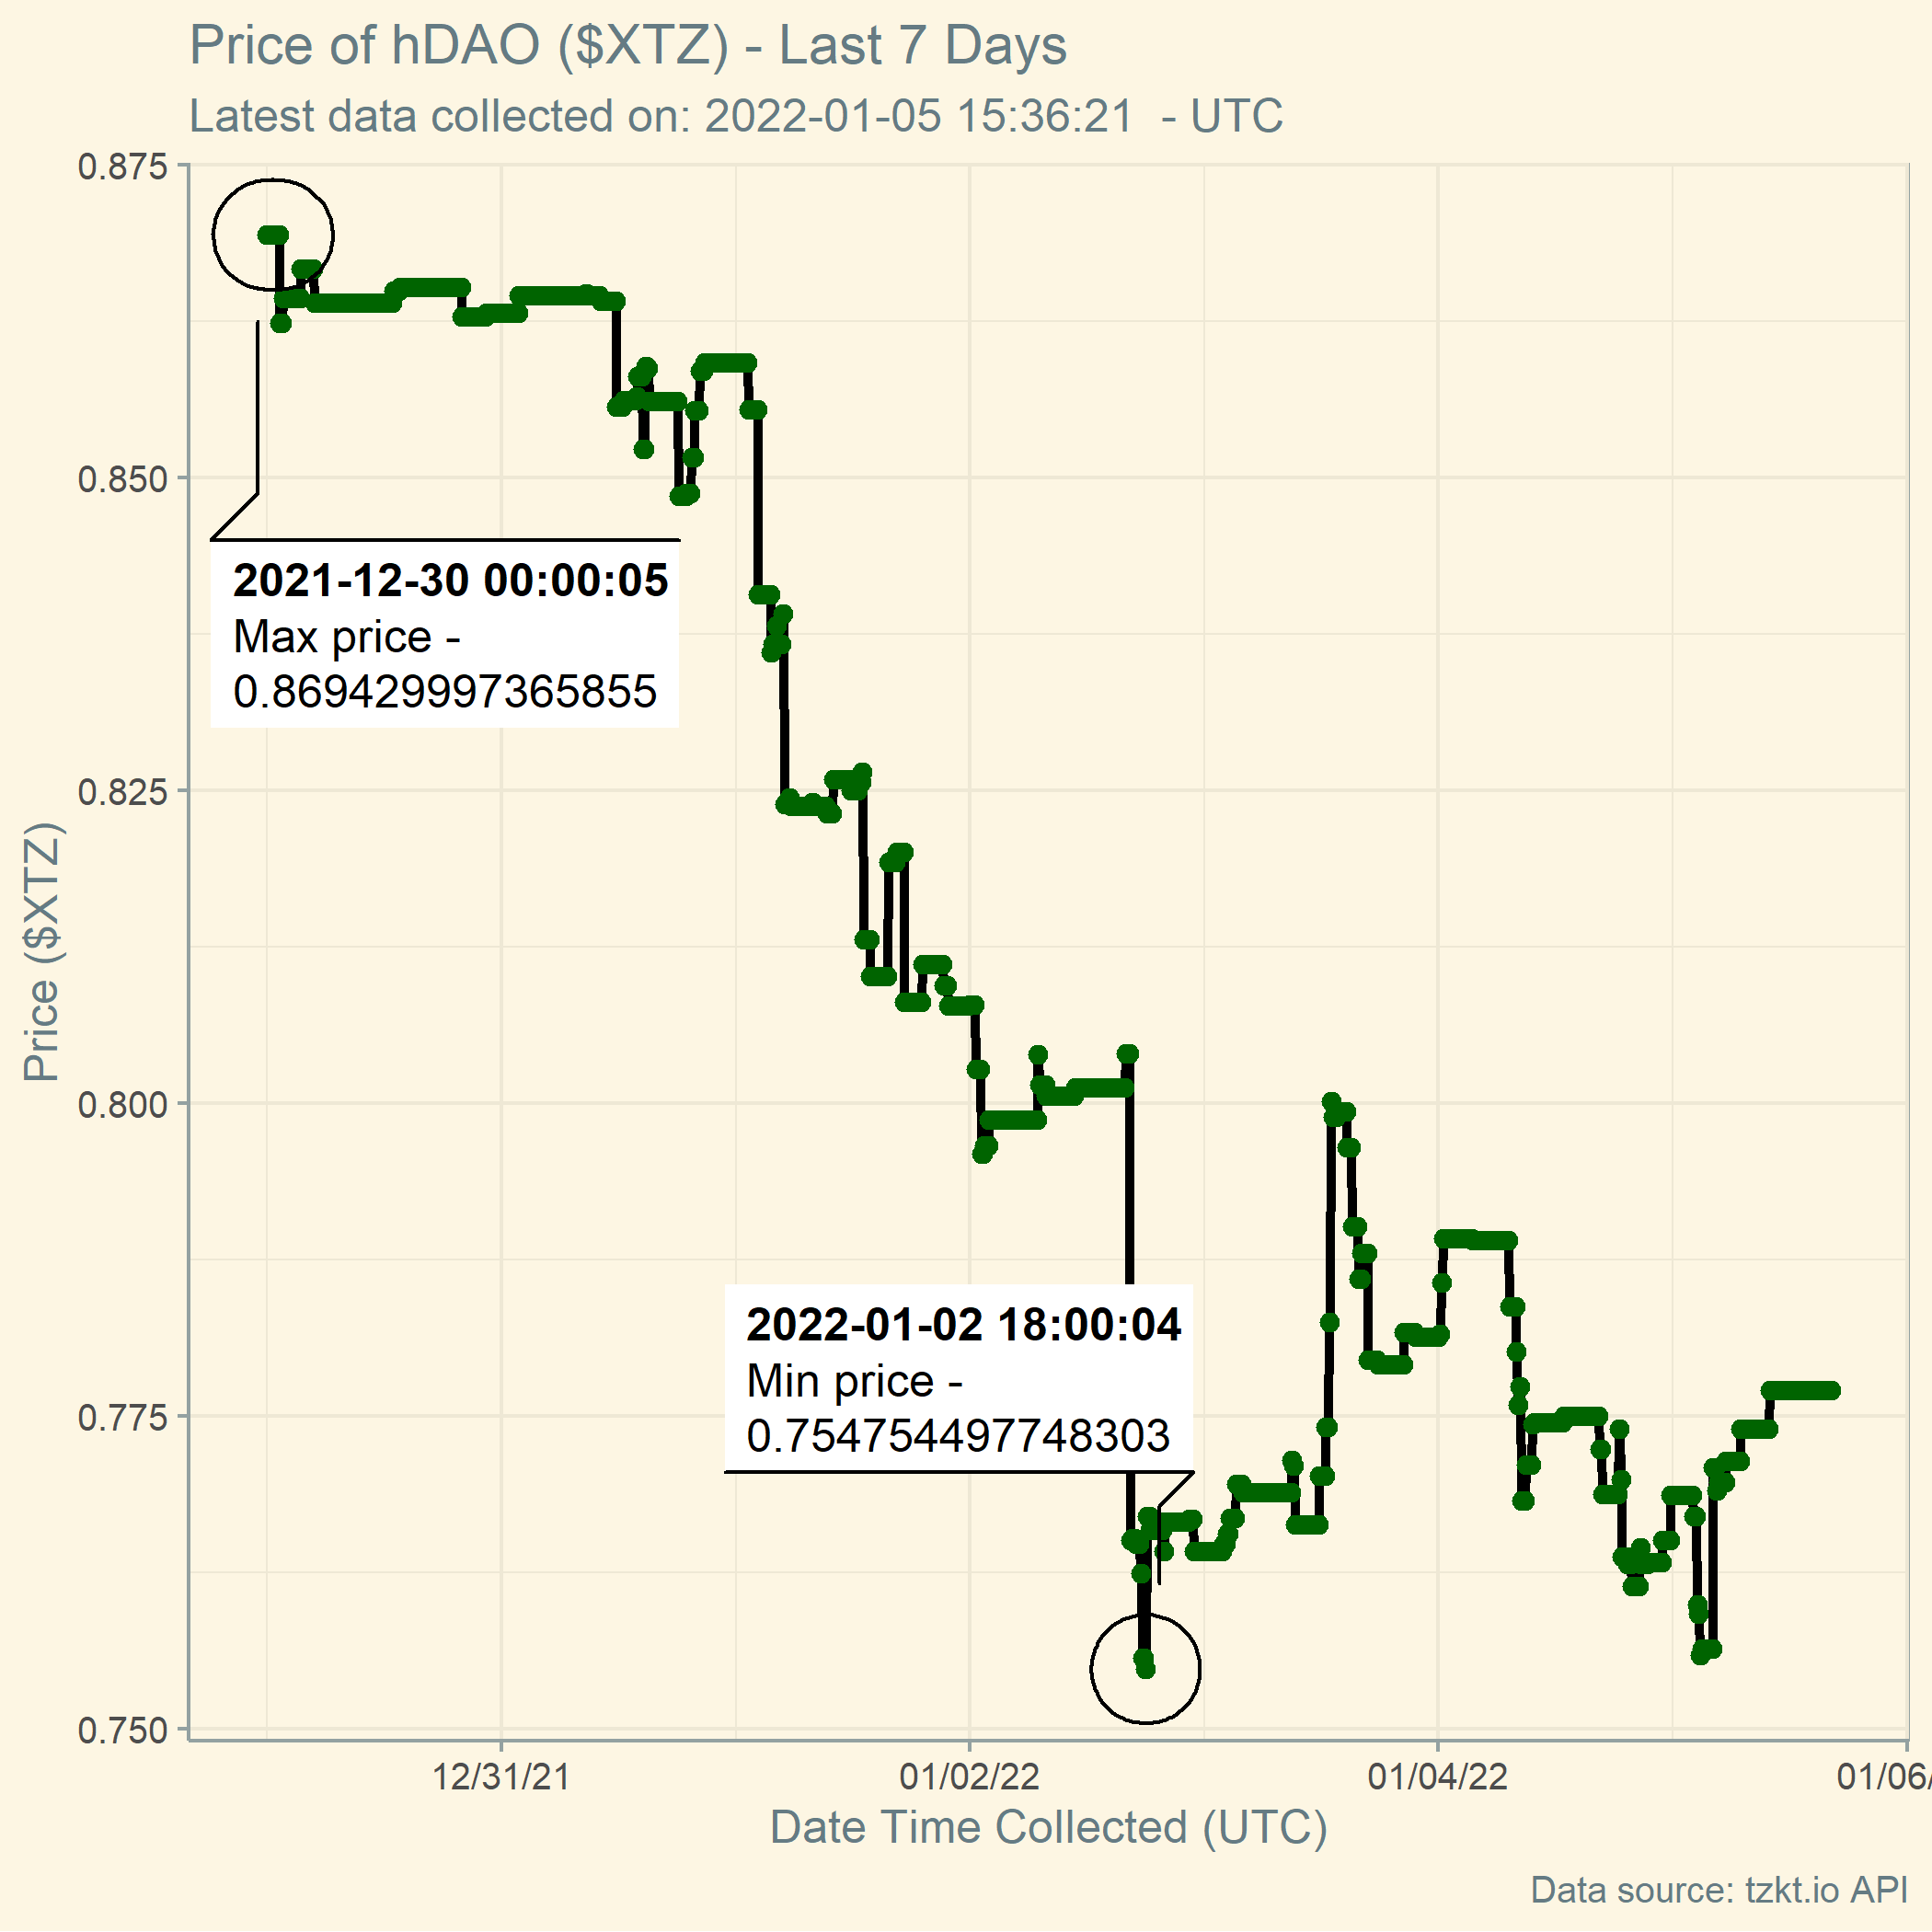 Price of hDAO ($XTZ) - Last 7 Days
Latest data collected on: 2022-01-05 15:36:21  - UTC
0.875
0.850
0.825
0.800
0.775
0.750
Price ($XTZ)
2021-12-30 00:00:05
Max price -
0.869429997365855
2022-01-02 18:00:04
Min price -
0.754754497748303
12/31/21
01/02/22
01/04/22
01/06/
Date Time Collected (UTC)
Data source: tzkt.io API